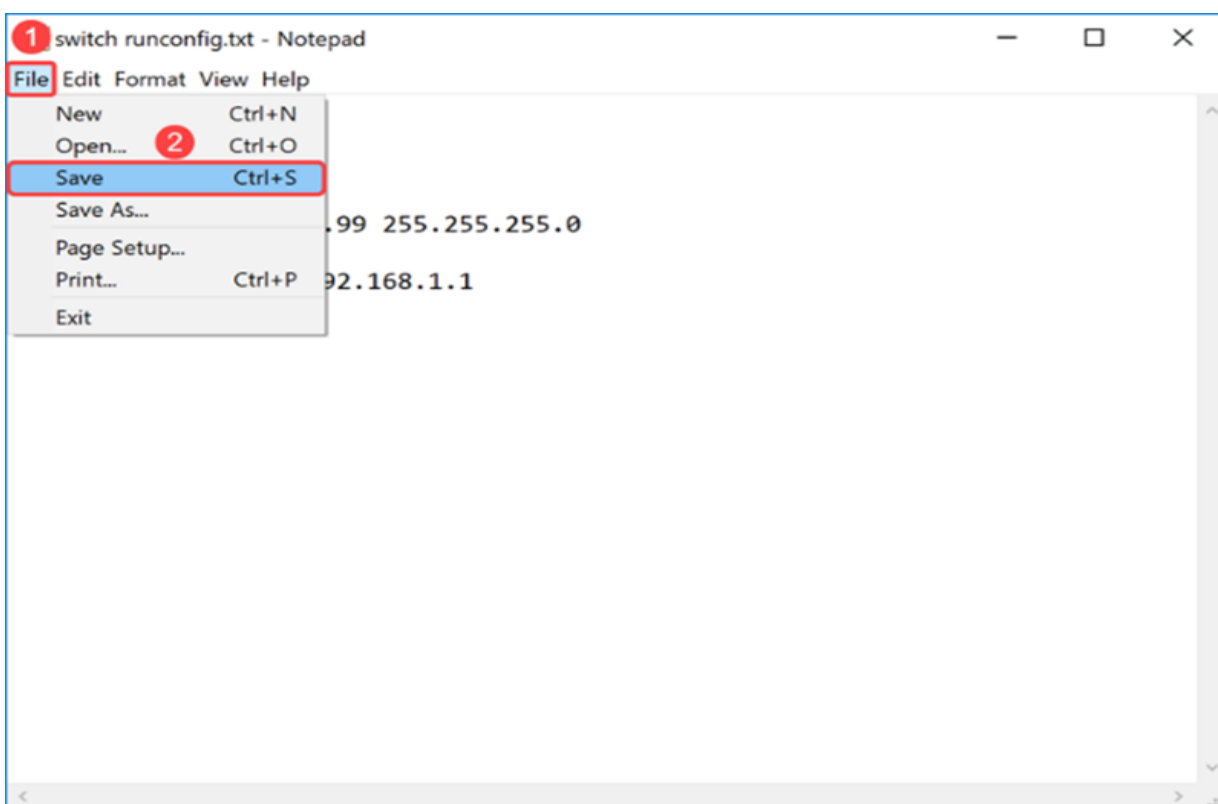 1 switch runconfig.txt - Notepad
File Edit Format View Help
New Ctrl+N
Open... 2 Ctrl+O
Save Ctrl+S
Save As...
.99 255.255.255.0
Page Setup...
Print... Ctrl+P 92.168.1.1
Exit